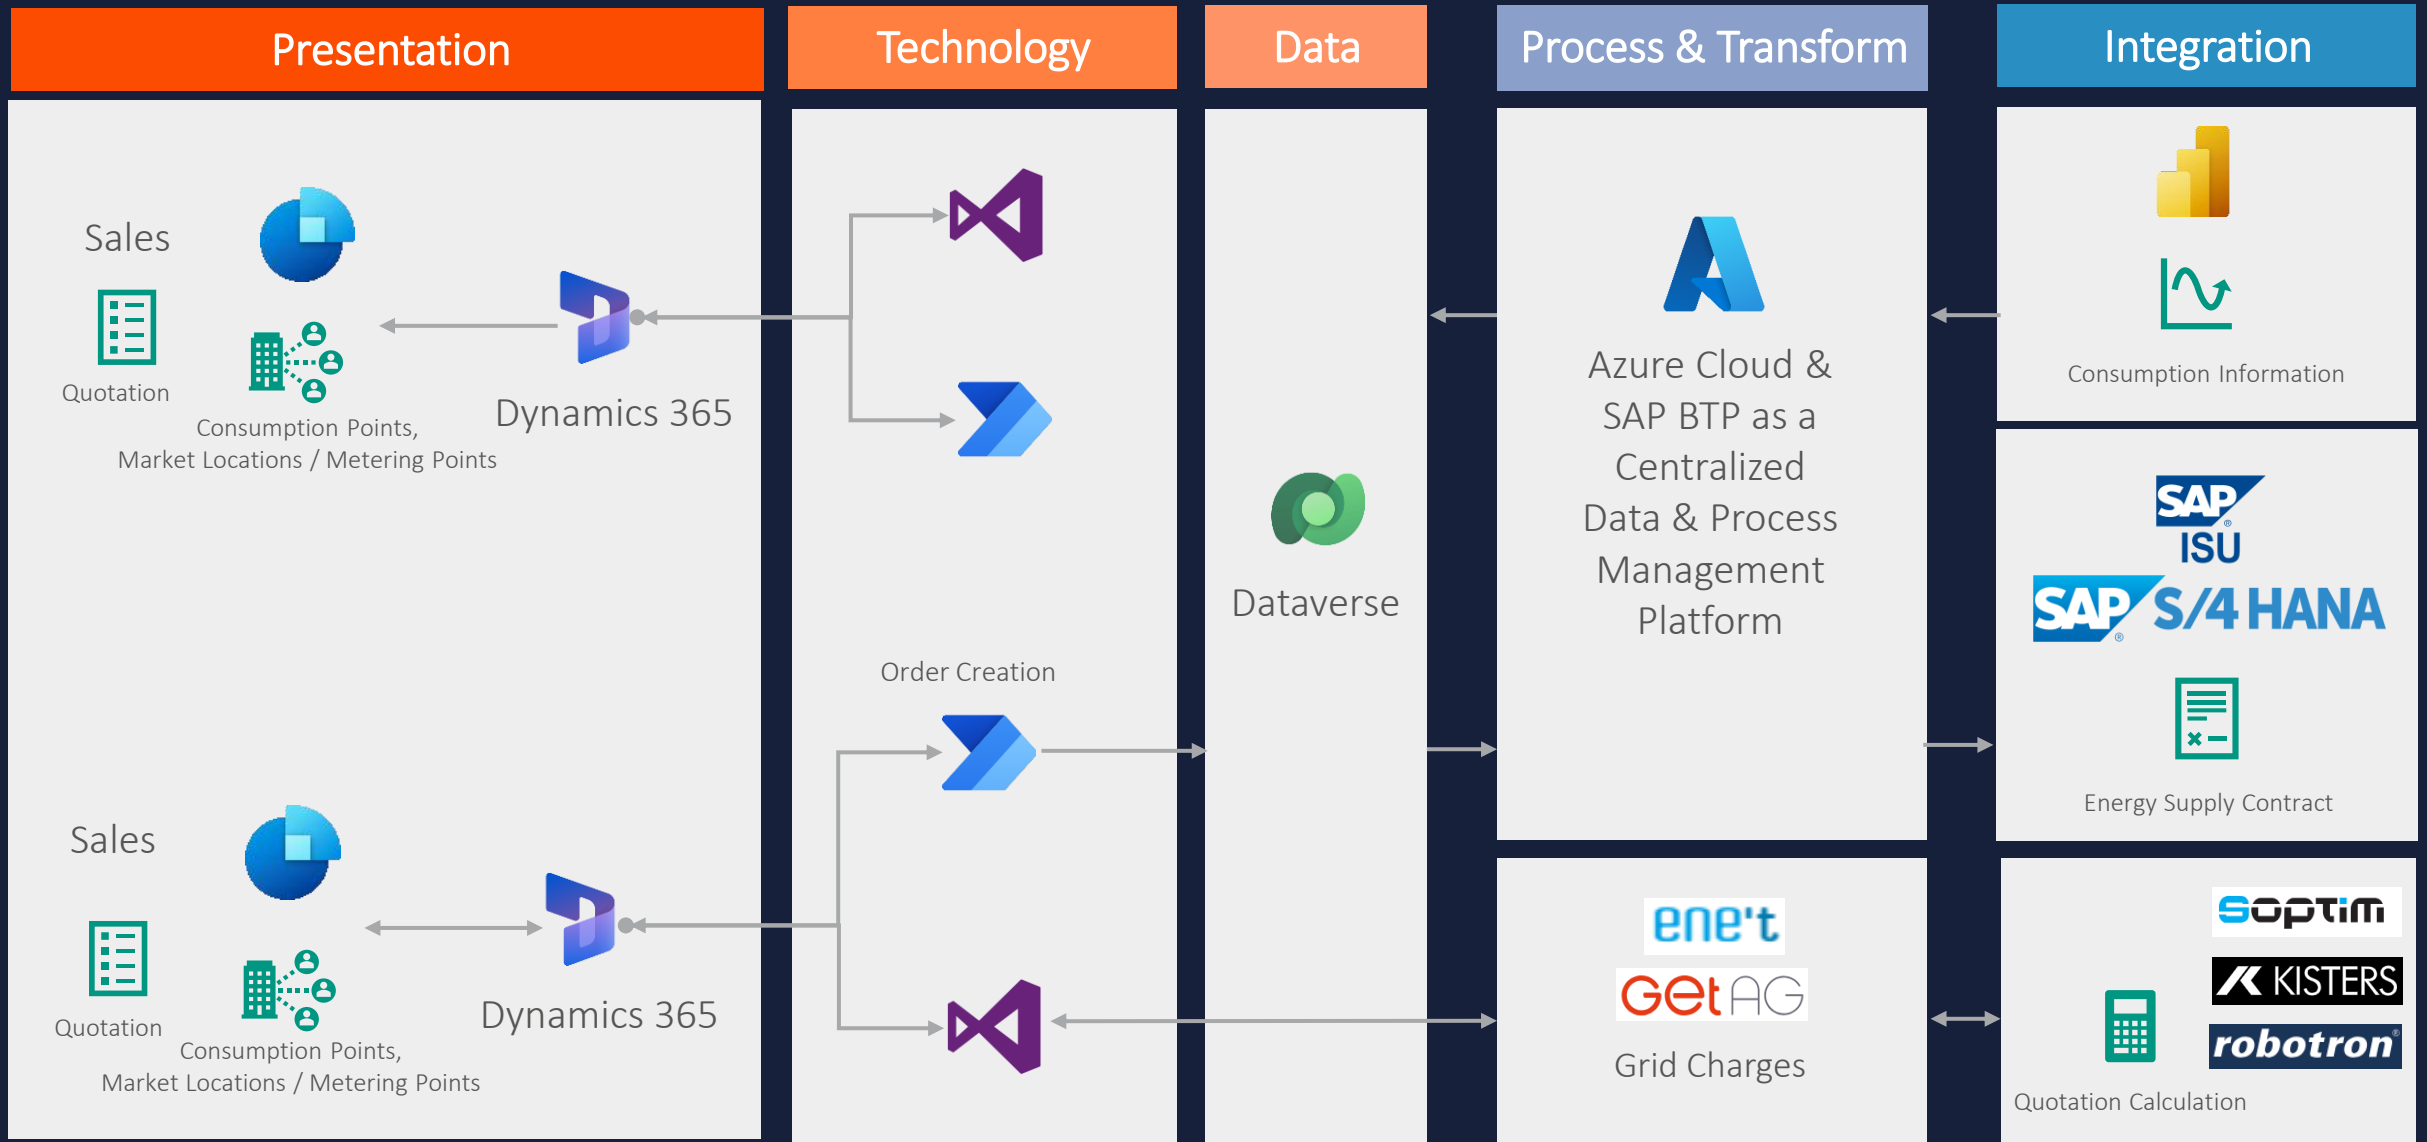 Presentation
Technology
Data
Process & Transform
Integration
Sales
Quotation
Consumption Points,
Market Locations / Metering Points
Dynamics 365
Order Creation
Dataverse
Azure Cloud &
SAP BTP as a
Centralized
Data & Process
Management
Platform
Consumption Information
SAP®
ISU
SAP® S/4 HANA
Energy Supply Contract
Sales
Quotation
Consumption Points,
Market Locations / Metering Points
Dynamics 365
ene't
Get AG
Grid Charges
soptim
KISTERS
robotron®
Quotation Calculation